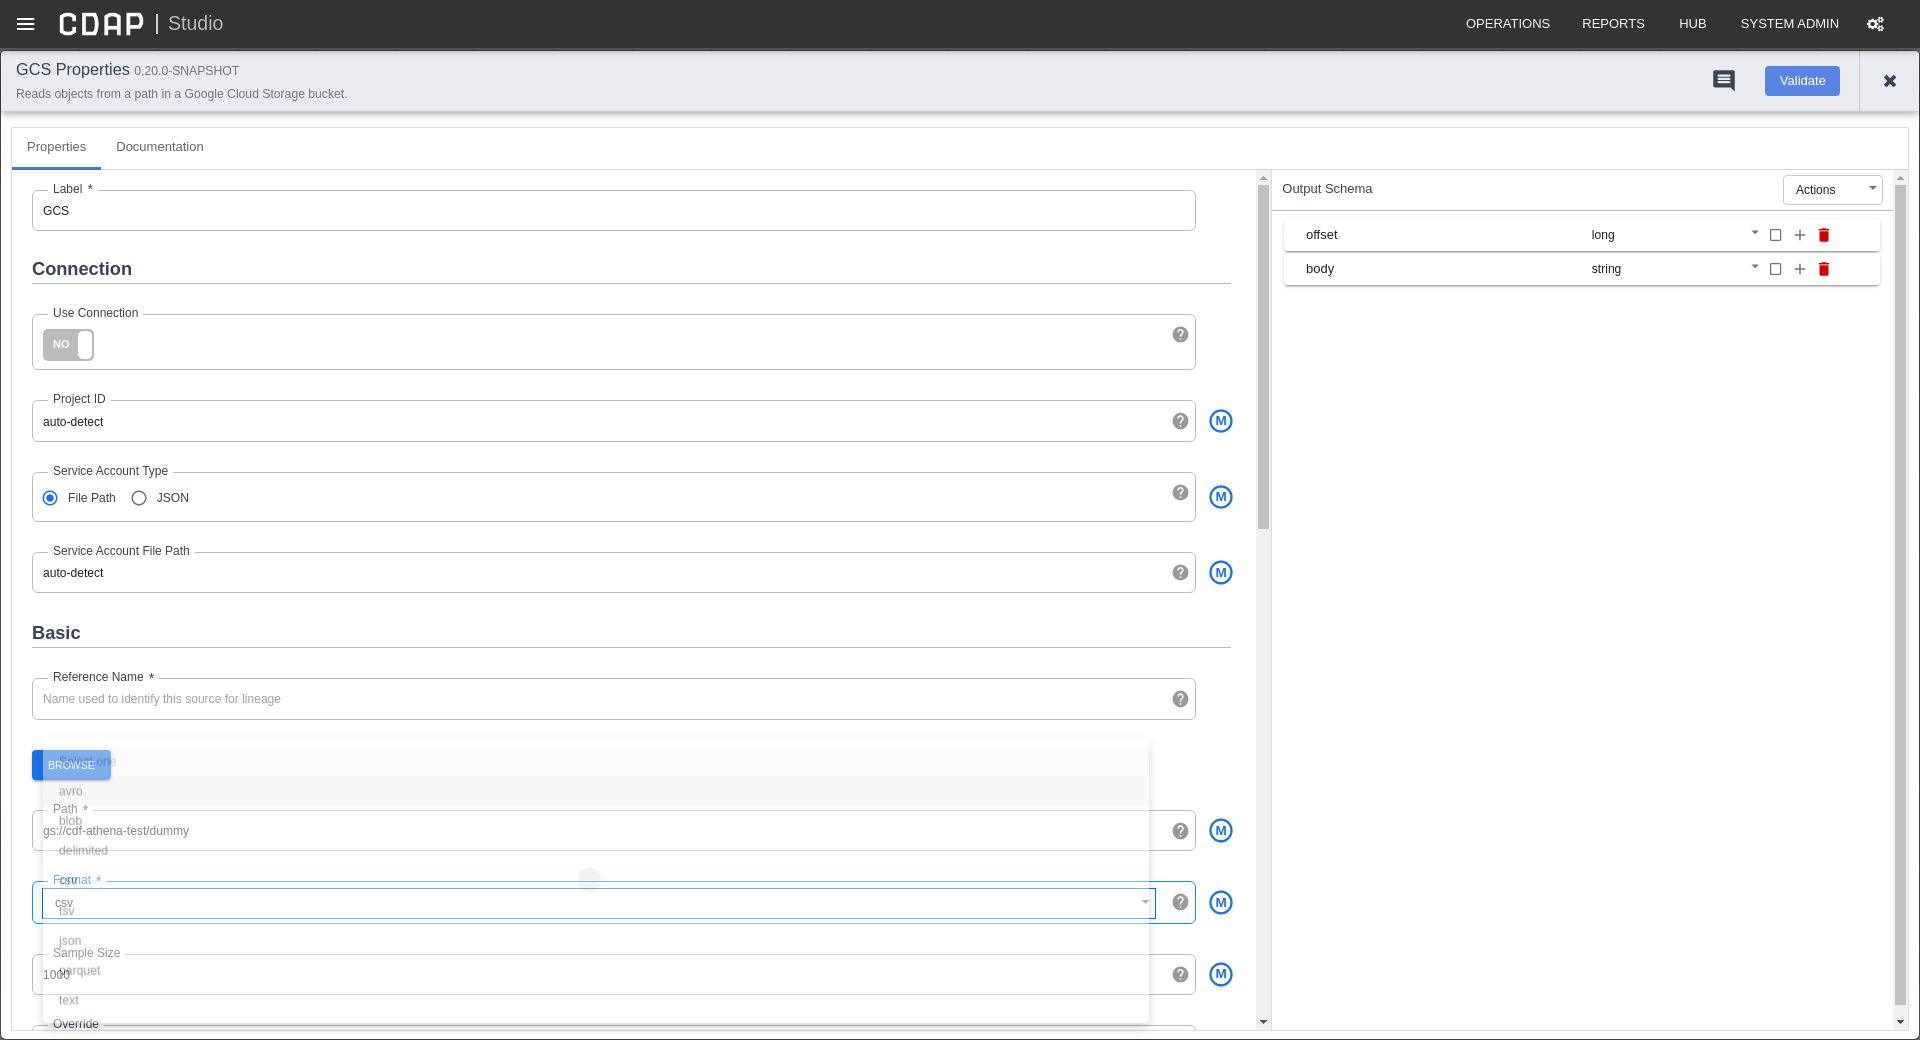 CDAP | Studio
OPERATIONS REPORTS HUB SYSTEM ADMIN
GCS Properties 0.20.0-SNAPSHOT
Reads objects from a path in a Google Cloud Storage bucket.
Validate
Properties Documentation
Label *
GCS
Connection
Use Connection
NO
Project ID
auto-detect
M
Service Account Type
File Path JSON
M
Service Account File Path
auto-detect
M
Basic
Reference Name *
Name used to identify this source for lineage
Select one
BROWSE
avro
Path *
blob
gs://cdf-athena-test/dummy
M
delimited
Format *
csv
csv
M
tsv
json
Sample Size
parquet
1000
M
text
Override
Output Schema
Actions
offset long
body string